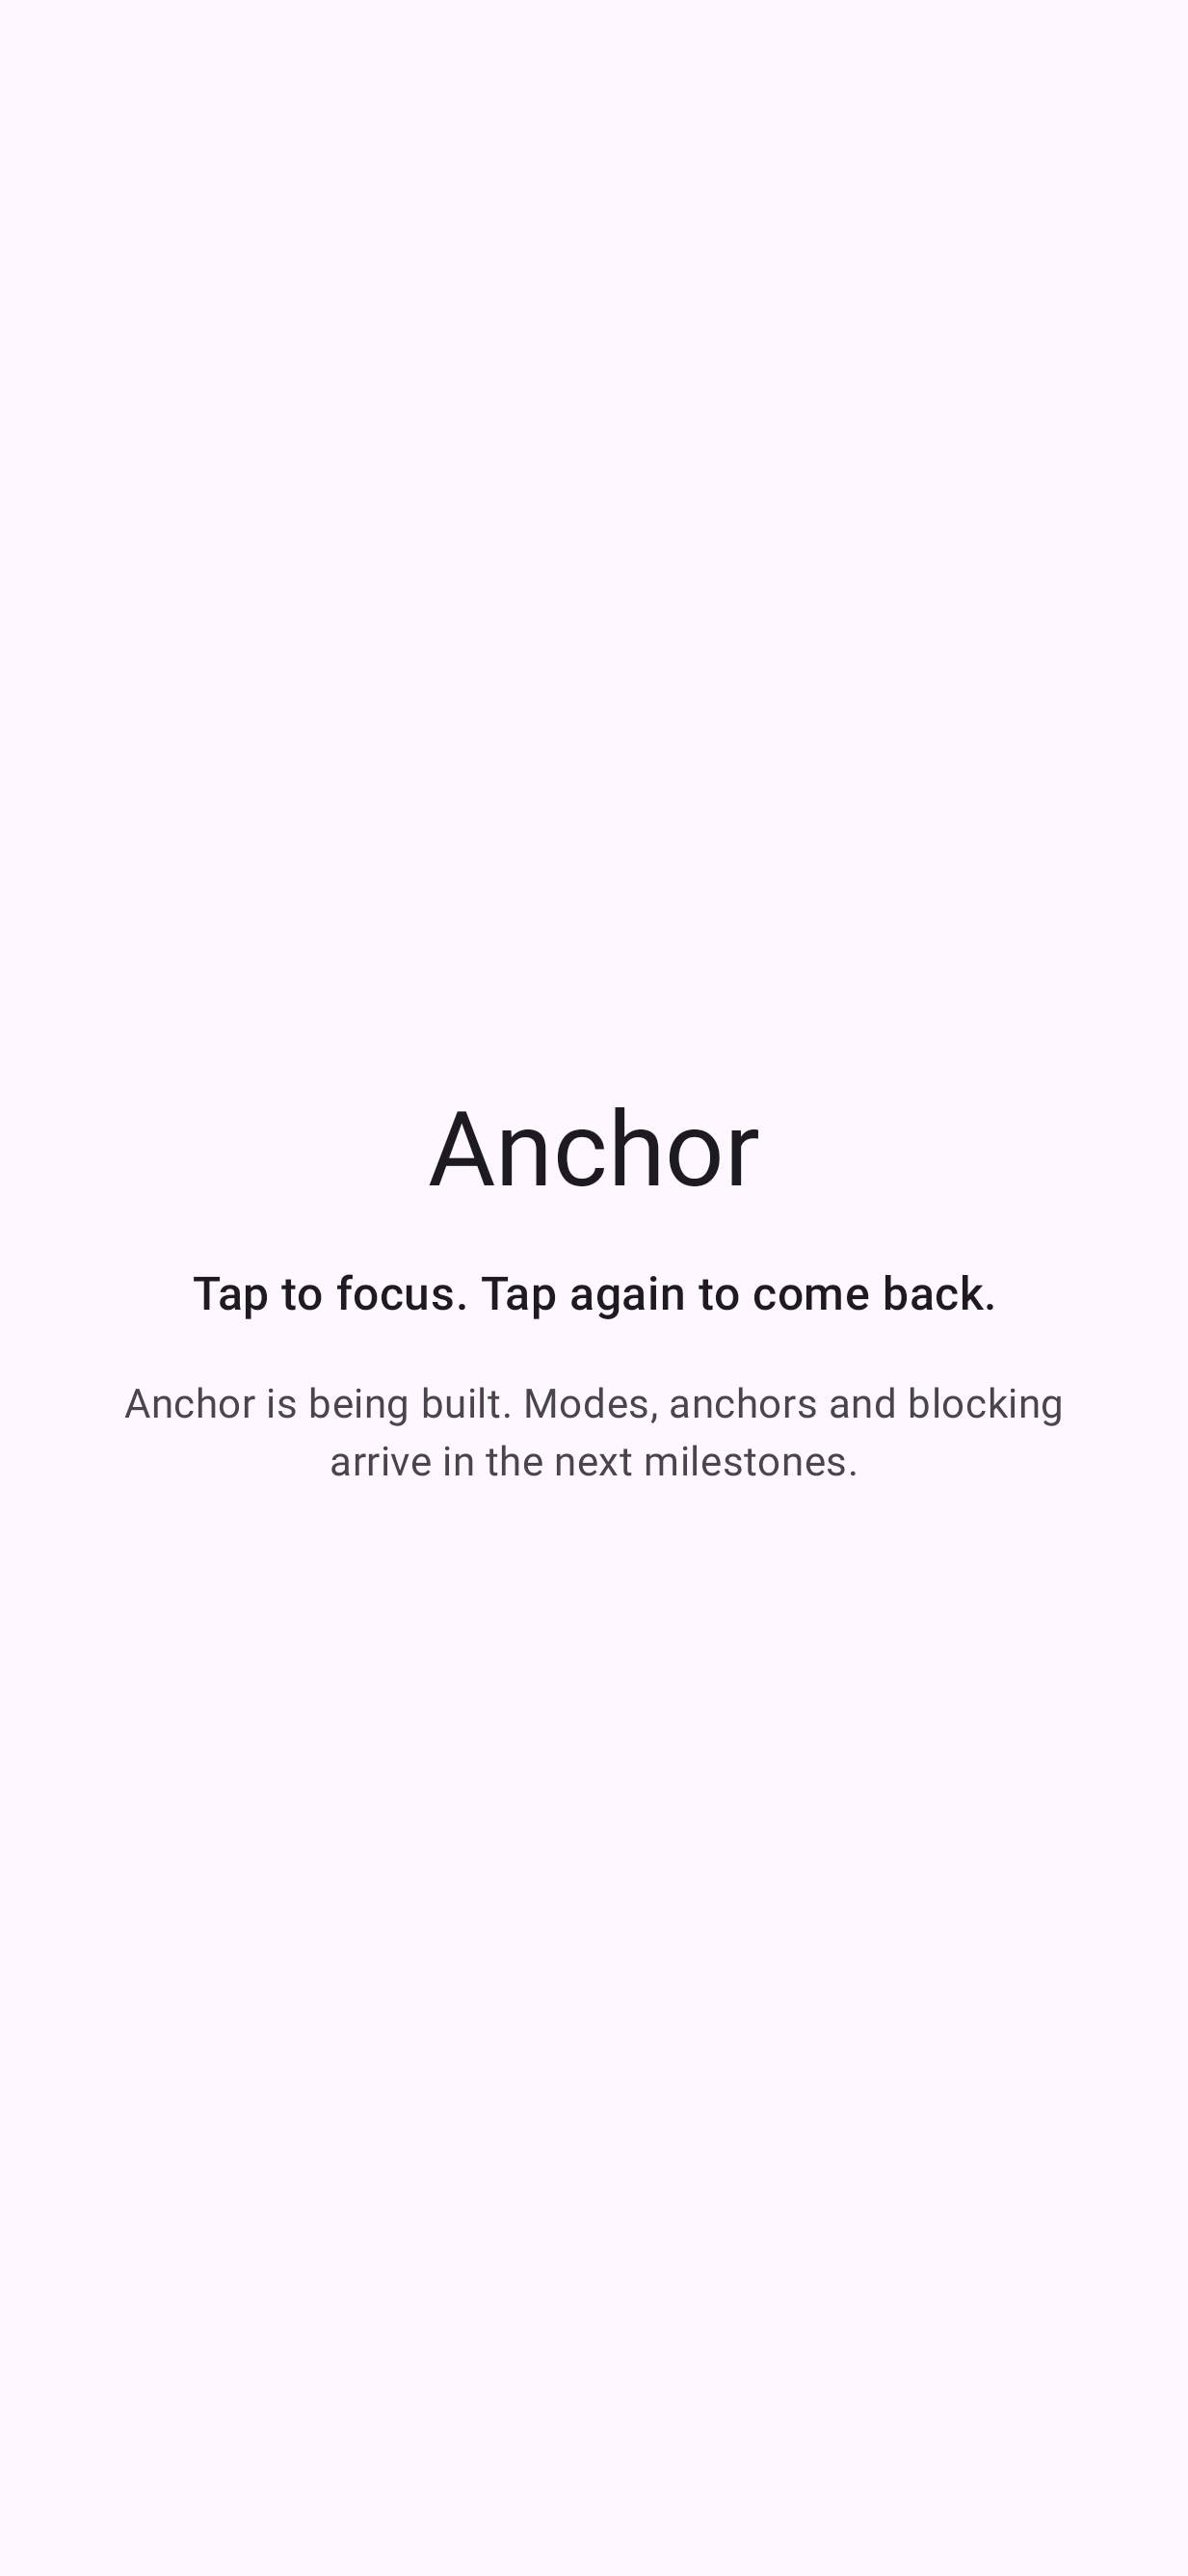 Anchor
Tap to focus. Tap again to come back.
Anchor is being built. Modes, anchors and blocking
arrive in the next milestones.